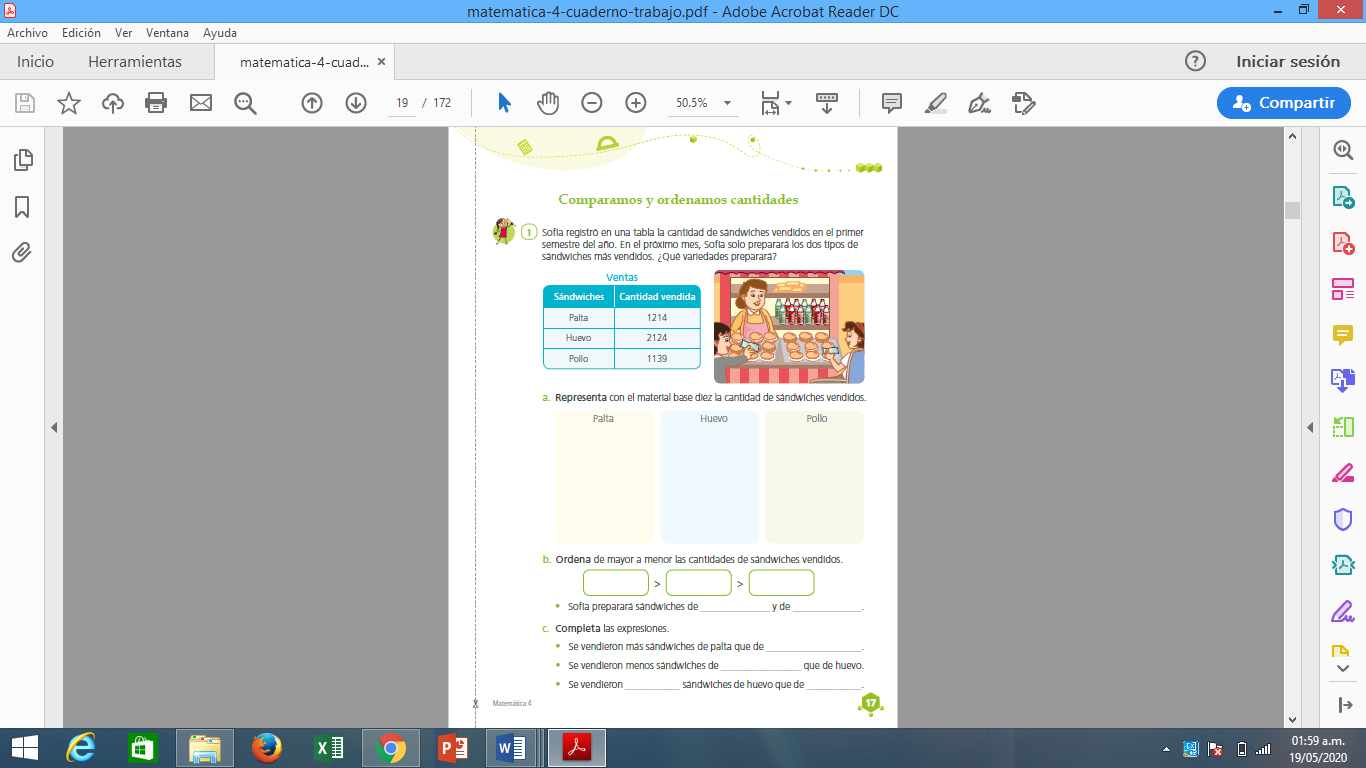 matematica-4-cuaderno-trabajo.pdf - Adobe Acrobat Reader DC
Archivo Edición Ver Ventana Ayuda
Inicio Herramientas matematica-4-cuad... × Iniciar sesión
19 / 172 50.5% Compartir
Comparamos y ordenamos cantidades
1 Sofía registró en una tabla la cantidad de sándwiches vendidos en el primer
semestre del año. En el próximo mes, Sofía solo preparará los dos tipos de
sándwiches más vendidos. ¿Qué variedades preparará?
Ventas
Sándwiches Cantidad vendida
Palta 1214
Huevo 2124
Pollo 1139
a. Representa con el material base diez la cantidad de sándwiches vendidos.
Palta Huevo Pollo
b. Ordena de mayor a menor las cantidades de sándwiches vendidos.
> >
• Sofía preparará sándwiches de ______________ y de ______________.
c. Completa las expresiones.
• Se vendieron más sándwiches de palta que de ___________________.
• Se vendieron menos sándwiches de ________________ que de huevo.
• Se vendieron ___________ sándwiches de huevo que de ___________.
Matemática 4 17
01:59 a.m.
19/05/2020